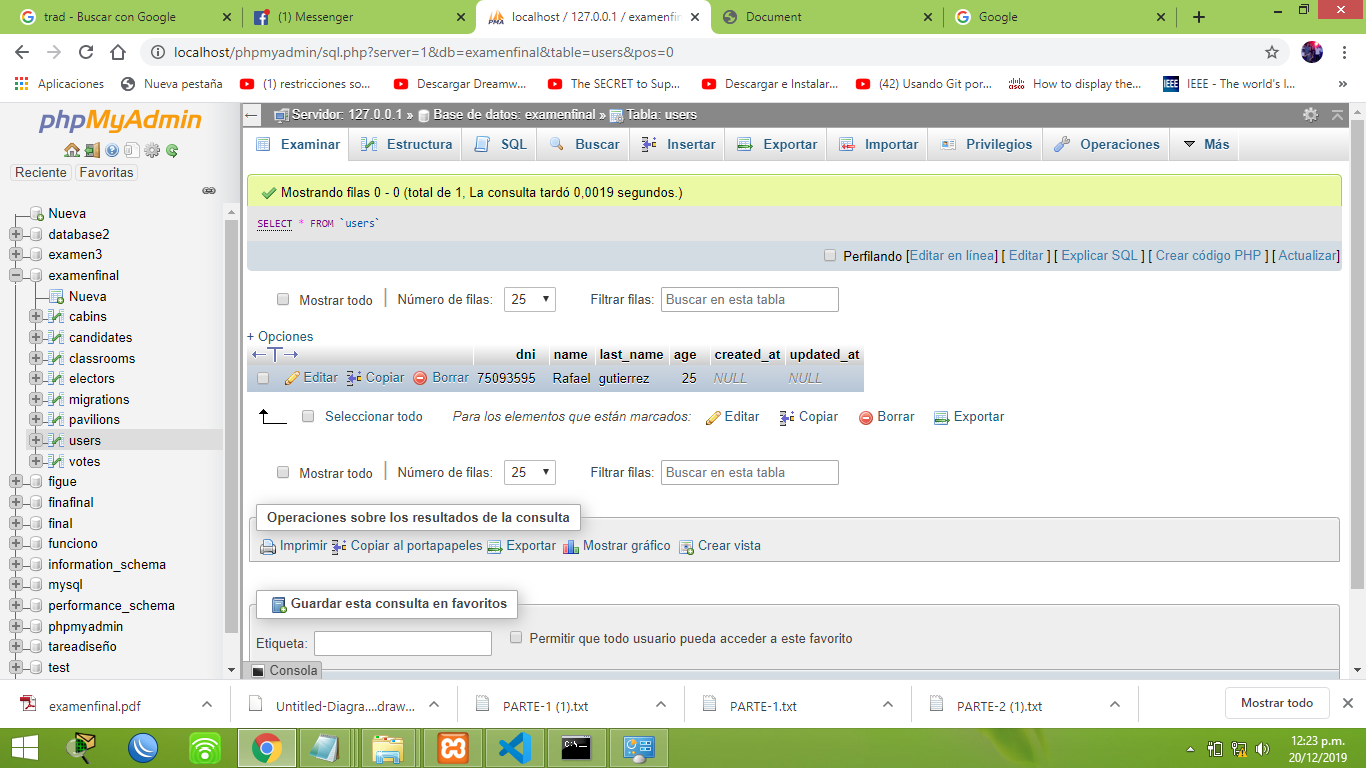 trad - Buscar con Google
(1) Messenger
localhost / 127.0.0.1 / examenfin
Document
Google
localhost/phpmyadmin/sql.php?server=1&db=examenfinal&table=users&pos=0
Aplicaciones
Nueva pestaña
(1) restricciones so...
Descargar Dreamw...
The SECRET to Sup...
Descargar e Instalar...
(42) Usando Git por...
How to display the...
IEEE - The world's l...
»
phpMyAdmin
Reciente
Favoritas
Nueva
database2
examen3
examenfinal
Nueva
cabins
candidates
classrooms
electors
migrations
pavilions
users
votes
figue
finafinal
final
funciono
information_schema
mysql
performance_schema
phpmyadmin
tareadiseño
test
Servidor: 127.0.0.1 » Base de datos: examenfinal » Tabla: users
Examinar
Estructura
SQL
Buscar
Insertar
Exportar
Importar
Privilegios
Operaciones
Más
Mostrando filas 0 - 0 (total de 1, La consulta tardó 0,0019 segundos.)
SELECT * FROM `users`
Perfilando [Editar en línea] [ Editar ] [ Explicar SQL ] [ Crear código PHP ] [ Actualizar]
Mostrar todo | Número de filas: 25 Filtrar filas: Buscar en esta tabla
+ Opciones
dni name last_name age created_at updated_at
Editar Copiar Borrar 75093595 Rafael gutierrez 25 NULL NULL
Seleccionar todo Para los elementos que están marcados: Editar Copiar Borrar Exportar
Mostrar todo | Número de filas: 25 Filtrar filas: Buscar en esta tabla
Operaciones sobre los resultados de la consulta
Imprimir Copiar al portapapeles Exportar Mostrar gráfico Crear vista
Guardar esta consulta en favoritos
Etiqueta: Permitir que todo usuario pueda acceder a este favorito
Consola
examenfinal.pdf
Untitled-Diagra....draw...
PARTE-1 (1).txt
PARTE-1.txt
PARTE-2 (1).txt
Mostrar todo
12:23 p.m.
20/12/2019